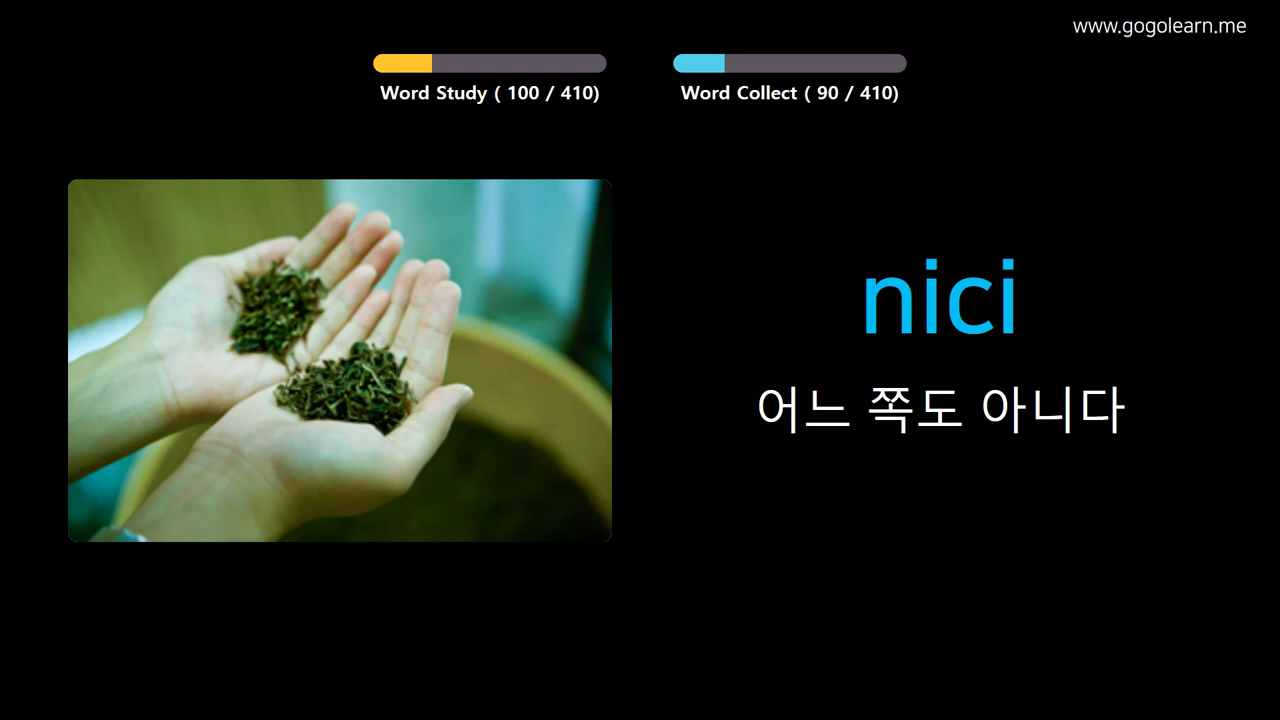 www.gogolearn.me
Word Study ( 100 / 410)
Word Collect ( 90 / 410)
nici
어느 쪽도 아니다